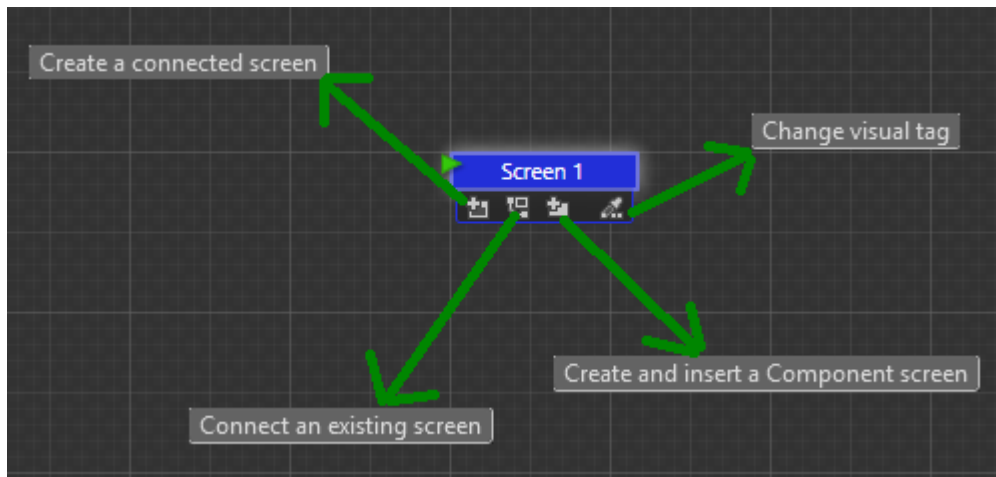 Create a connected screen
Change visual tag
Screen 1
Create and insert a Component screen
Connect an existing screen